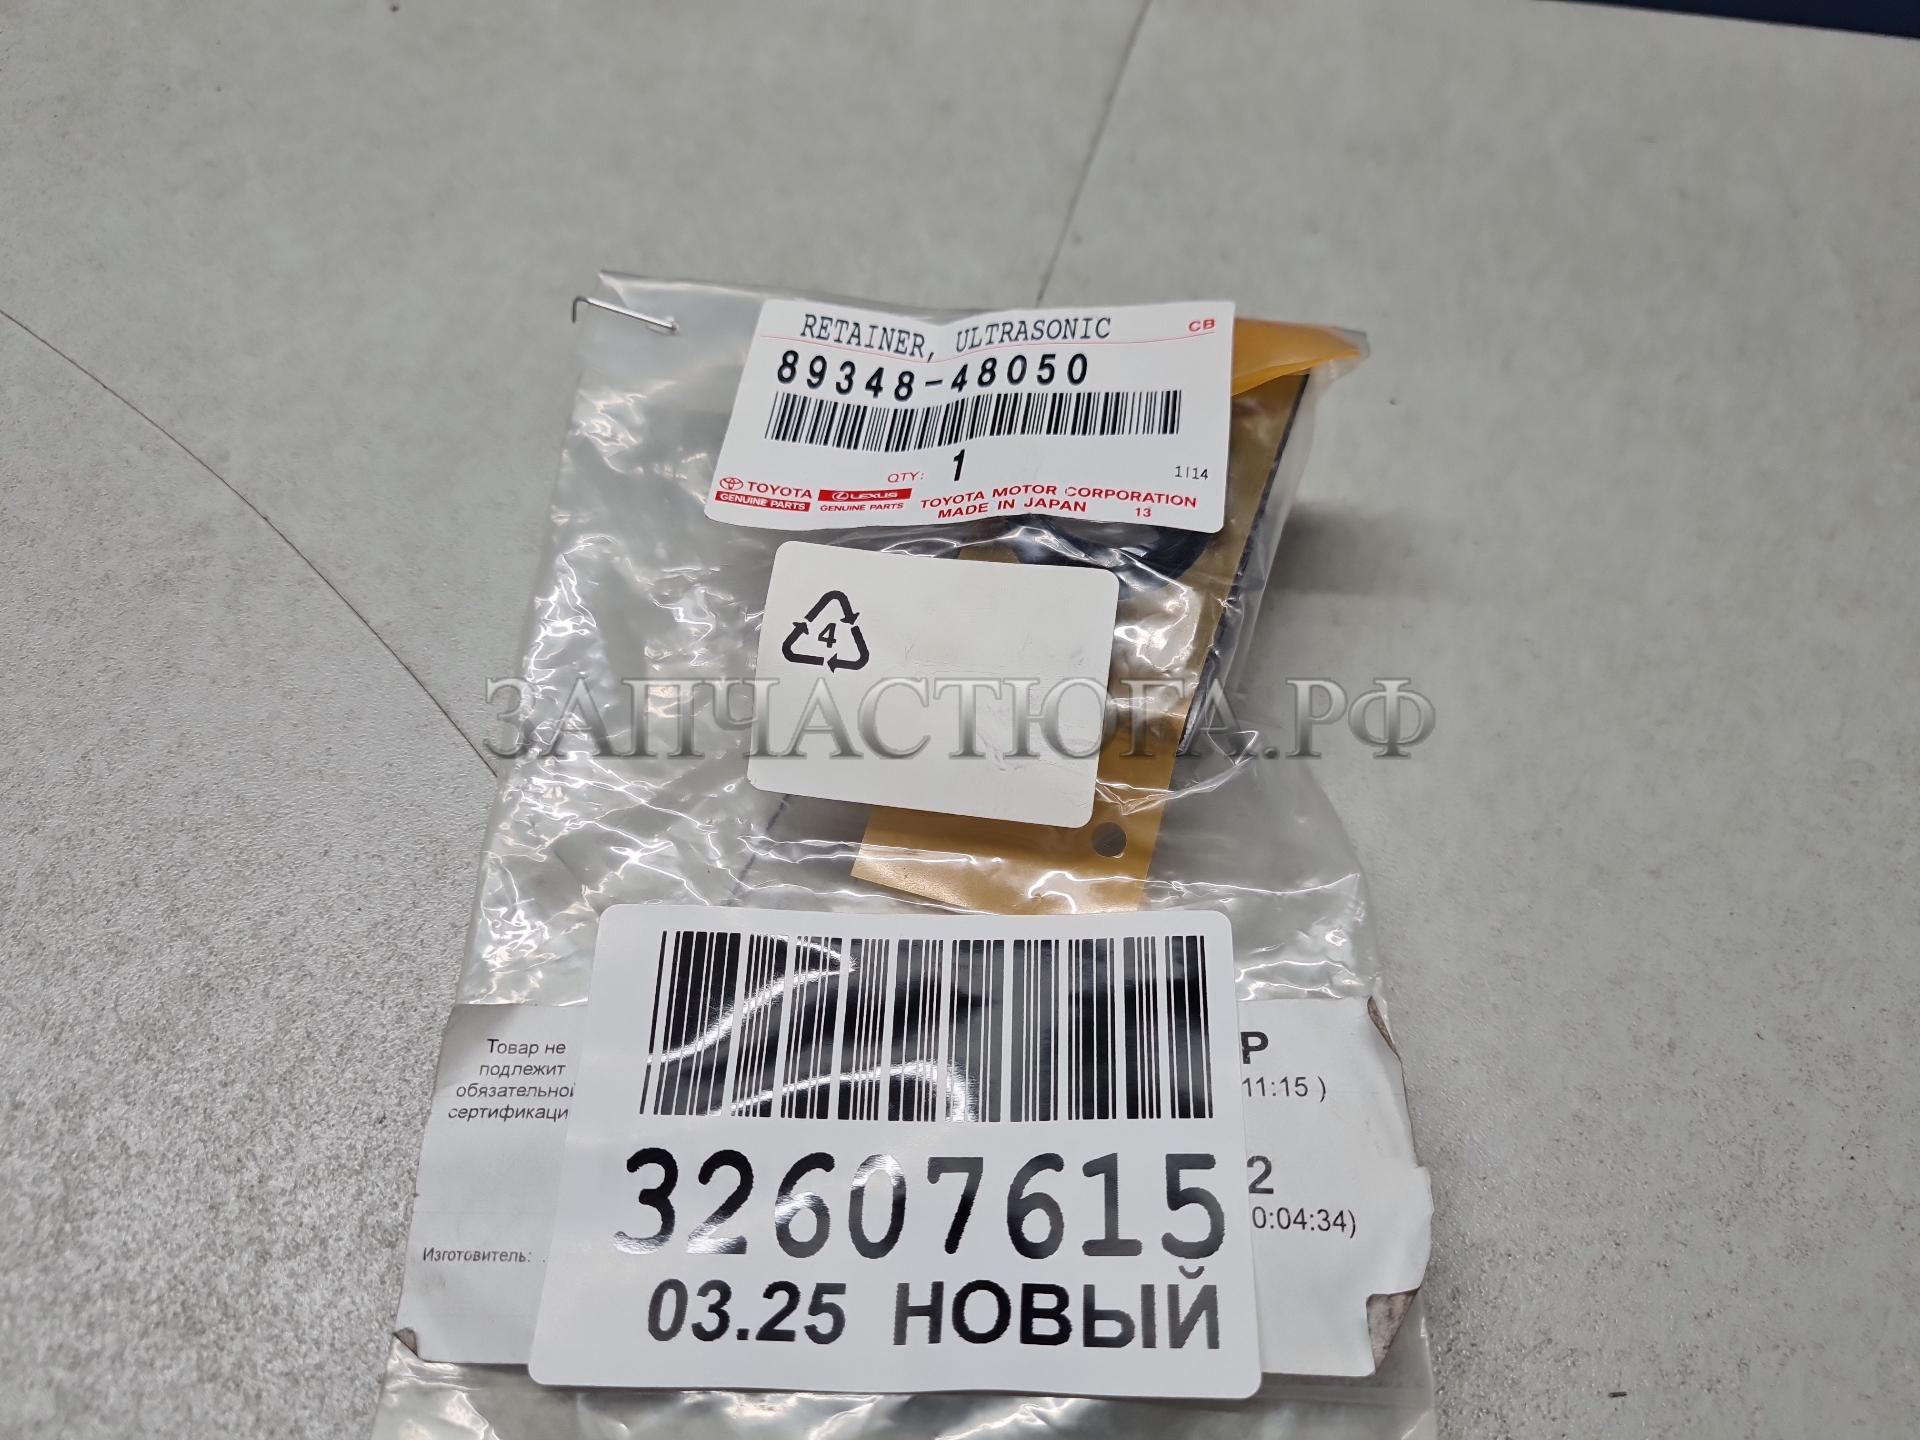 RETAINER, ULTRASONIC CB
89348-48050
QTY: 1 1114
TOYOTA GENUINE PARTS LEXUS GENUINE PARTS TOYOTA MOTOR CORPORATION
MADE IN JAPAN 13
4
ЗАПЧАСТЮГА.РФ
Товар не
подлежит
обязательной
сертификаци
Р
11:15 )
2
0:04:34)
Изготовитель:
32607615
03.25 НОВЫЙ